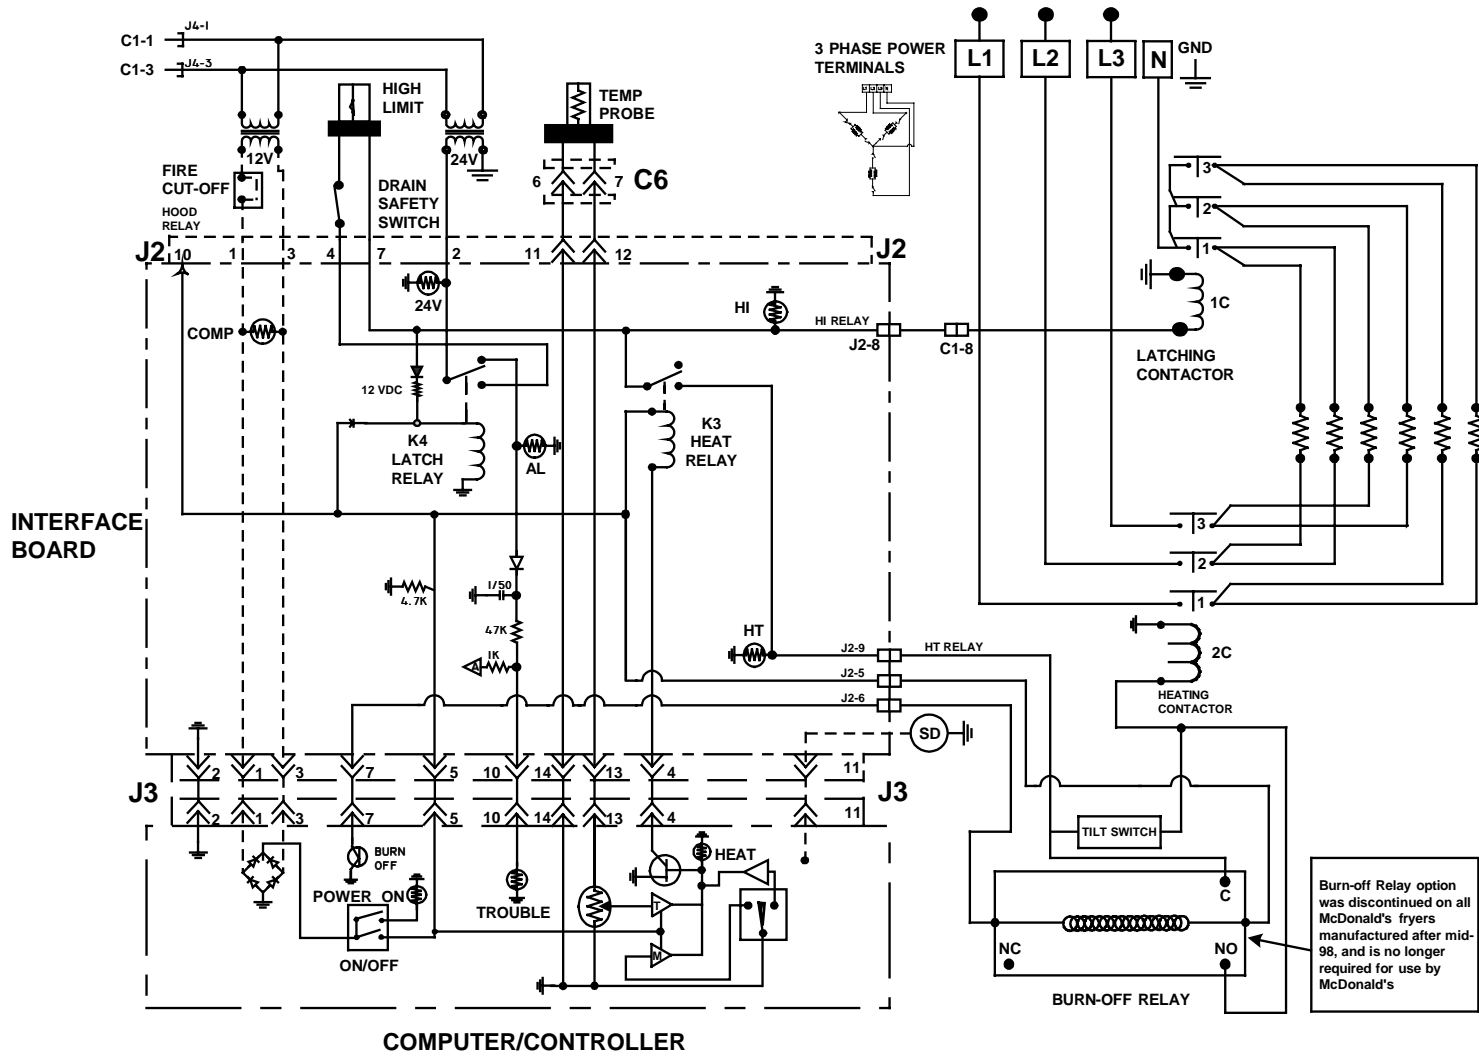 C1-1
J4-1
C1-3
J4-3
HIGH
LIMIT
TEMP
PROBE
3 PHASE POWER
TERMINALS
L1
L2
L3
N
GND
12V
24V
FIRE
CUT-OFF
DRAIN
SAFETY
SWITCH
6
7
C6
HOOD
RELAY
J2
10
1
3
4
7
2
11
12
J2
3
2
1
24V
COMP
HI
HI RELAY
J2-8
C1-8
1C
LATCHING
CONTACTOR
12 VDC
K4
LATCH
RELAY
AL
K3
HEAT
RELAY
INTERFACE
BOARD
4.7K
1/50
47K
1K
A
HT
3
2
1
J2-9
HT RELAY
J2-5
J2-6
2C
HEATING
CONTACTOR
SD
J3
2
1
3
7
5
10
14
13
4
11
J3
2
1
3
7
5
10
14
13
4
11
BURN
OFF
POWER ON
ON/OFF
TROUBLE
HEAT
T
M
TILT SWITCH
C
NC
NO
BURN-OFF RELAY
Burn-off Relay option
was discontinued on all
McDonald's fryers
manufactured after mid-
98, and is no longer
required for use by
McDonald's
COMPUTER/CONTROLLER